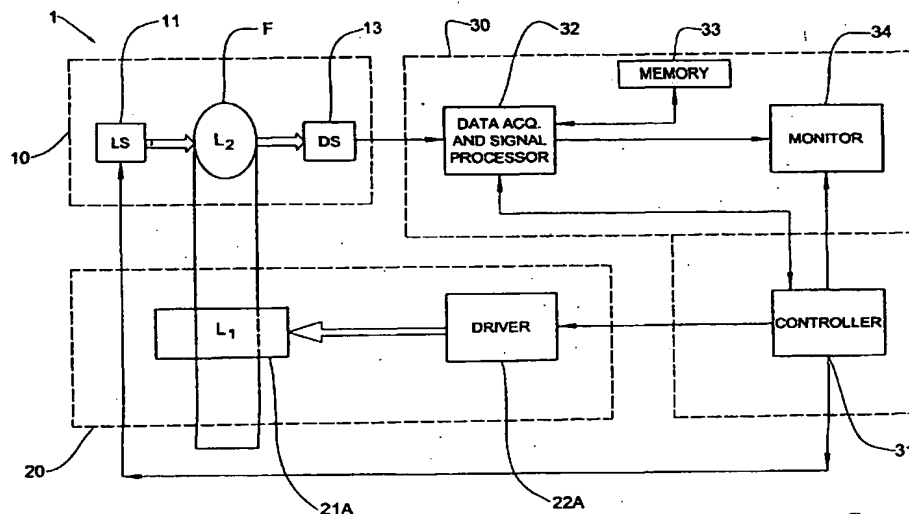 1
11
F
13
30
32
33
34
MEMORY
10
LS
L2
DS
DATA ACQ.
AND SIGNAL
PROCESSOR
MONITOR
L1
DRIVER
CONTROLLER
20
21A
22A
31